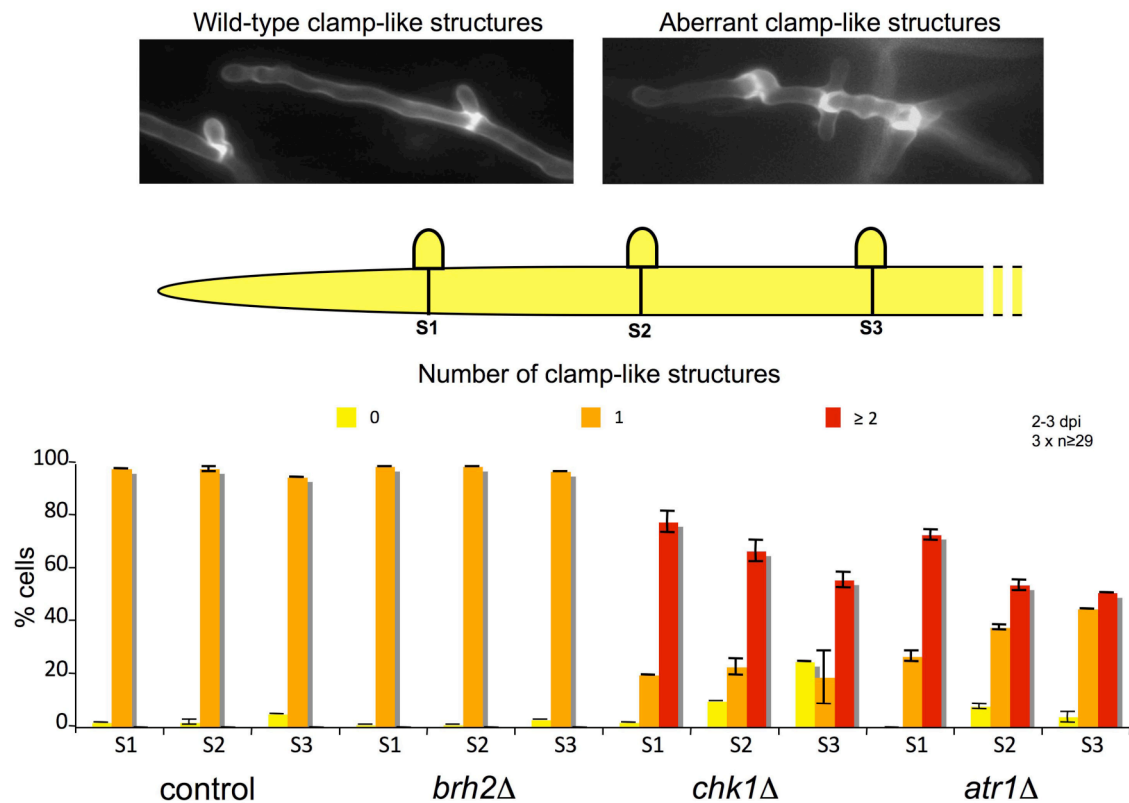 Wild-type clamp-like structures
Aberrant clamp-like structures
S1
S2
S3
Number of clamp-like structures
0
1
≥ 2
2-3 dpi
3 x n≥29
% cells
100
80
60
40
20
0
S1 S2 S3 S1 S2 S3 S1 S2 S3 S1 S2 S3
control brh2Δ chk1Δ atr1Δ